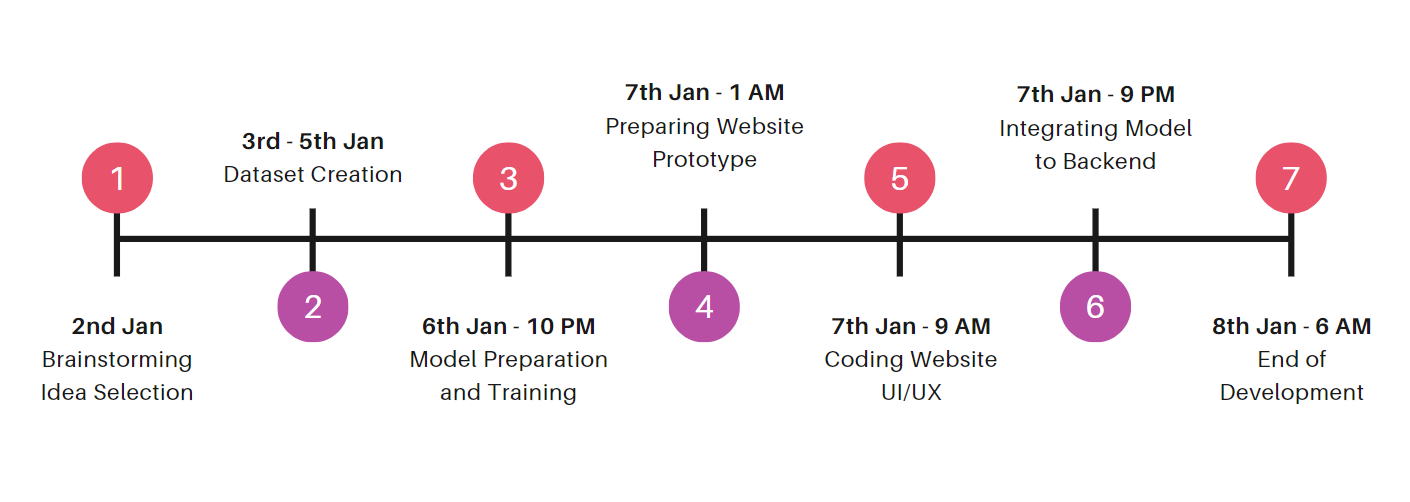 1
2nd Jan
Brainstorming
Idea Selection
3rd - 5th Jan
Dataset Creation
2
3
6th Jan - 10 PM
Model Preparation
and Training
7th Jan - 1 AM
Preparing Website
Prototype
4
5
7th Jan - 9 AM
Coding Website
UI/UX
7th Jan - 9 PM
Integrating Model
to Backend
6
7
8th Jan - 6 AM
End of
Development